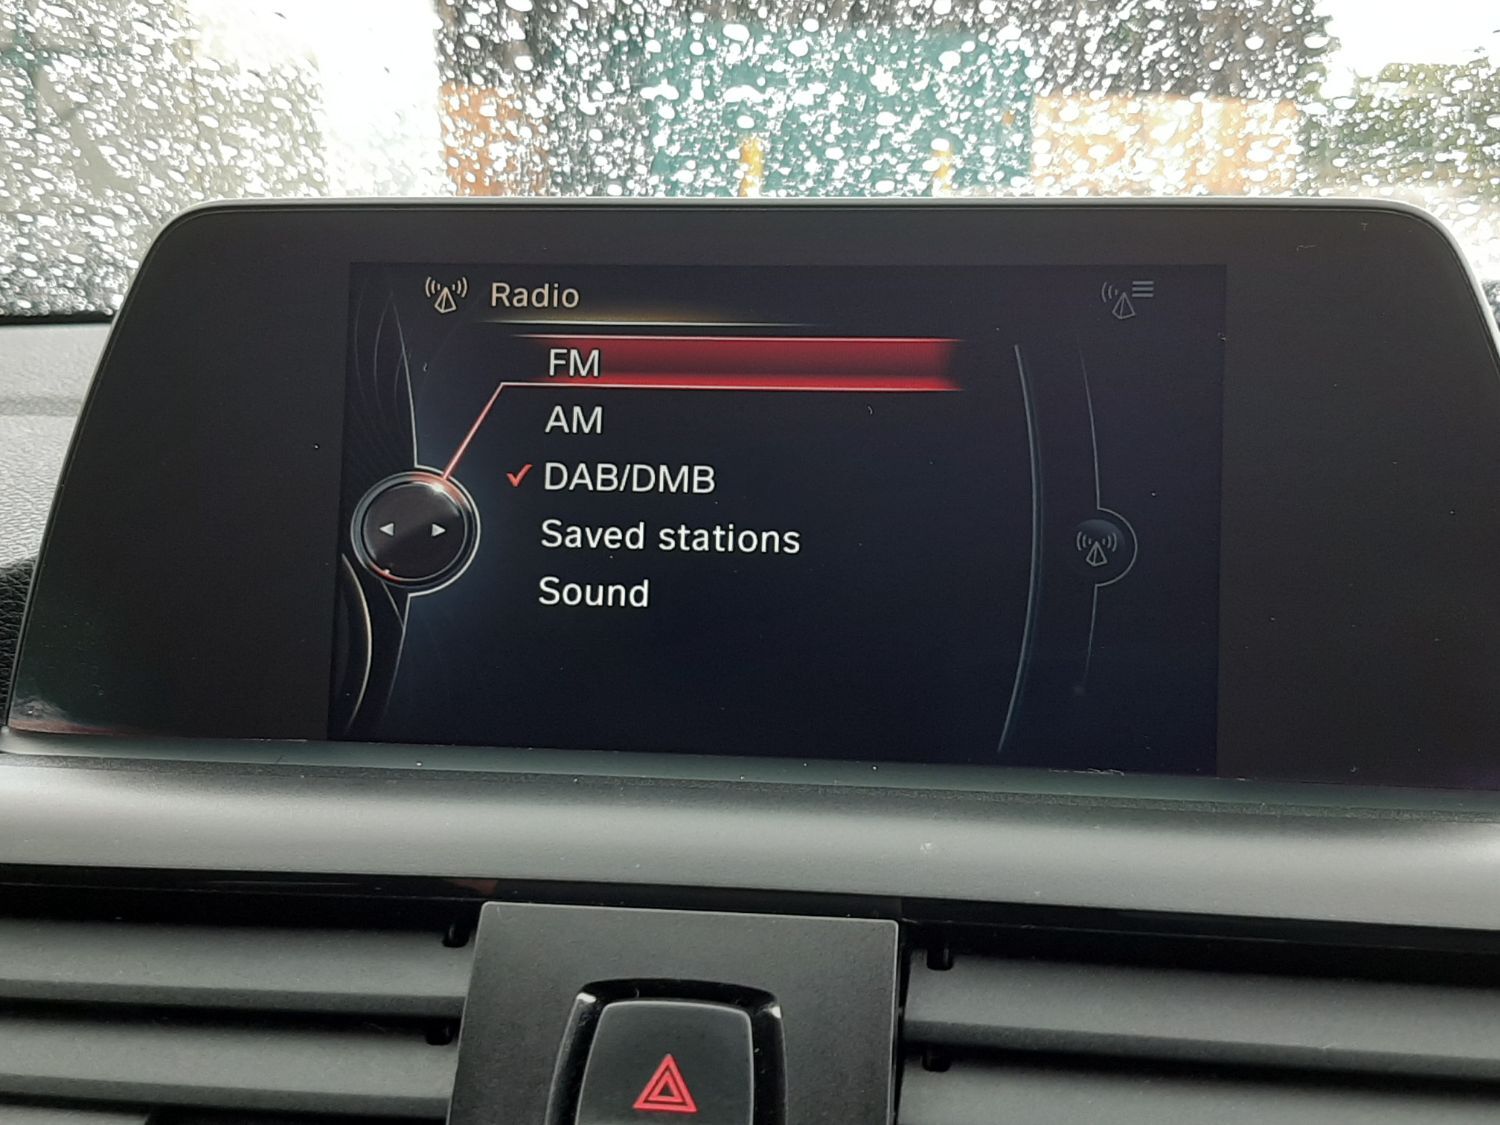 Radio
FM
AM
DAB/DMB
Saved stations
Sound